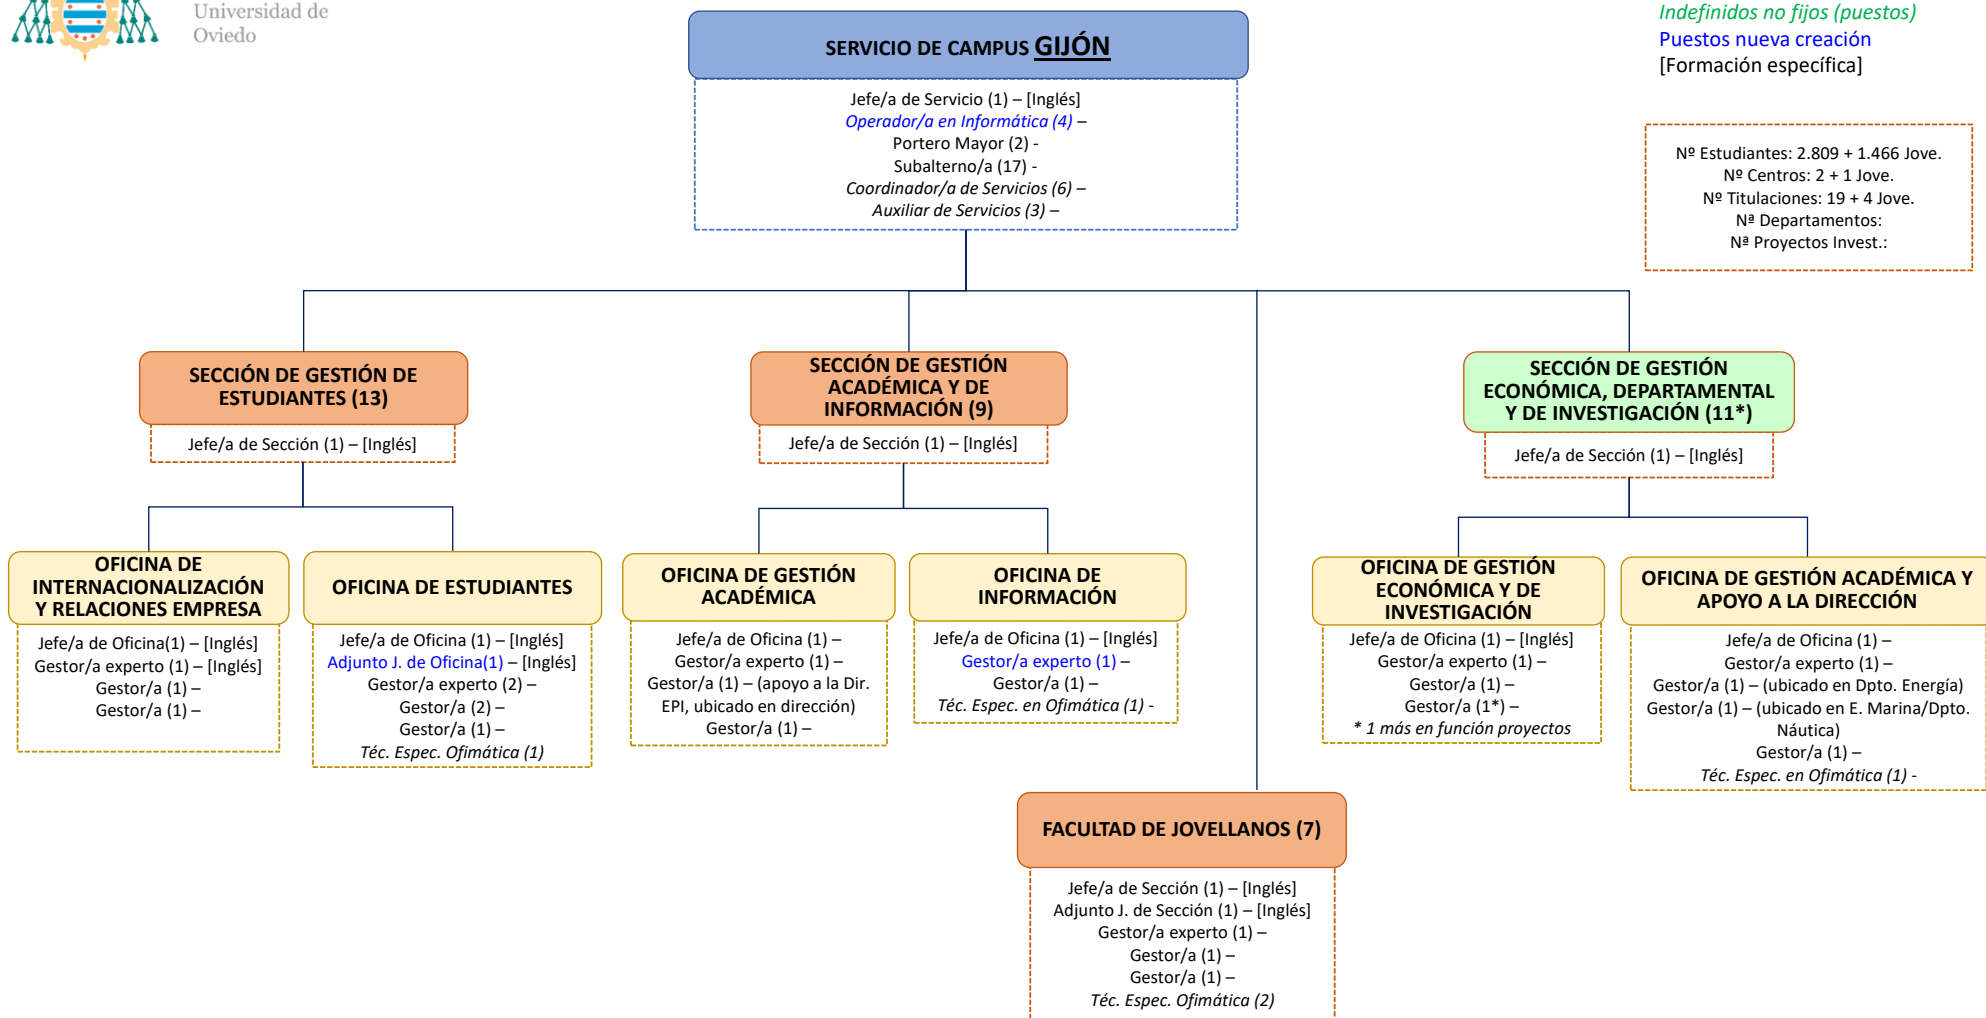 Universidad de
Oviedo
Indefinidos no fijos (puestos)
Puestos nueva creación
[Formación específica]
SERVICIO DE CAMPUS GIJÓN
Jefe/a de Servicio (1) – [Inglés]
Operador/a en Informática (4) –
Portero Mayor (2) -
Subalterno/a (17) -
Coordinador/a de Servicios (6) –
Auxiliar de Servicios (3) –
Nº Estudiantes: 2.809 + 1.466 Jove.
Nº Centros: 2 + 1 Jove.
Nº Titulaciones: 19 + 4 Jove.
Nª Departamentos:
Nª Proyectos Invest.:
SECCIÓN DE GESTIÓN DE
ESTUDIANTES (13)
Jefe/a de Sección (1) – [Inglés]
SECCIÓN DE GESTIÓN
ACADÉMICA Y DE
INFORMACIÓN (9)
Jefe/a de Sección (1) – [Inglés]
SECCIÓN DE GESTIÓN
ECONÓMICA, DEPARTAMENTAL
Y DE INVESTIGACIÓN (11*)
Jefe/a de Sección (1) – [Inglés]
OFICINA DE
INTERNACIONALIZACIÓN
Y RELACIONES EMPRESA
Jefe/a de Oficina(1) – [Inglés]
Gestor/a experto (1) – [Inglés]
Gestor/a (1) –
Gestor/a (1) –
OFICINA DE ESTUDIANTES
Jefe/a de Oficina (1) – [Inglés]
Adjunto J. de Oficina(1) – [Inglés]
Gestor/a experto (2) –
Gestor/a (2) –
Gestor/a (1) –
Téc. Espec. Ofimática (1)
OFICINA DE GESTIÓN
ACADÉMICA
Jefe/a de Oficina (1) –
Gestor/a experto (1) –
Gestor/a (1) – (apoyo a la Dir.
EPI, ubicado en dirección)
Gestor/a (1) –
OFICINA DE
INFORMACIÓN
Jefe/a de Oficina (1) – [Inglés]
Gestor/a experto (1) –
Gestor/a (1) –
Téc. Espec. en Ofimática (1) -
OFICINA DE GESTIÓN
ECONÓMICA Y DE
INVESTIGACIÓN
Jefe/a de Oficina (1) – [Inglés]
Gestor/a experto (1) –
Gestor/a (1) –
Gestor/a (1*) –
* 1 más en función proyectos
OFICINA DE GESTIÓN ACADÉMICA Y
APOYO A LA DIRECCIÓN
Jefe/a de Oficina (1) –
Gestor/a experto (1) –
Gestor/a (1) – (ubicado en Dpto. Energía)
Gestor/a (1) – (ubicado en E. Marina/Dpto.
Náutica)
Gestor/a (1) –
Téc. Espec. en Ofimática (1) -
FACULTAD DE JOVELLANOS (7)
Jefe/a de Sección (1) – [Inglés]
Adjunto J. de Sección (1) – [Inglés]
Gestor/a experto (1) –
Gestor/a (1) –
Gestor/a (1) –
Téc. Espec. Ofimática (2)